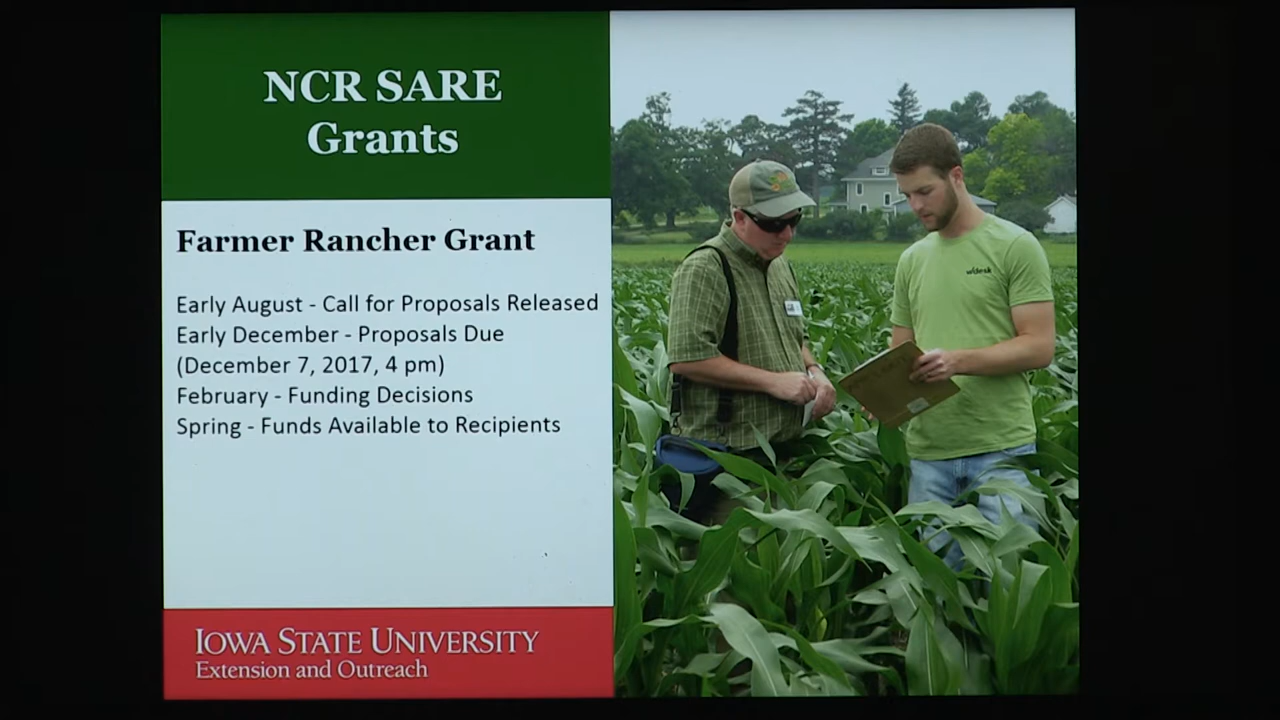 NCR SARE
Grants
Farmer Rancher Grant
Early August - Call for Proposals Released
Early December - Proposals Due
(December 7, 2017, 4 pm)
February - Funding Decisions
Spring - Funds Available to Recipients
IOWA STATE UNIVERSITY
Extension and Outreach